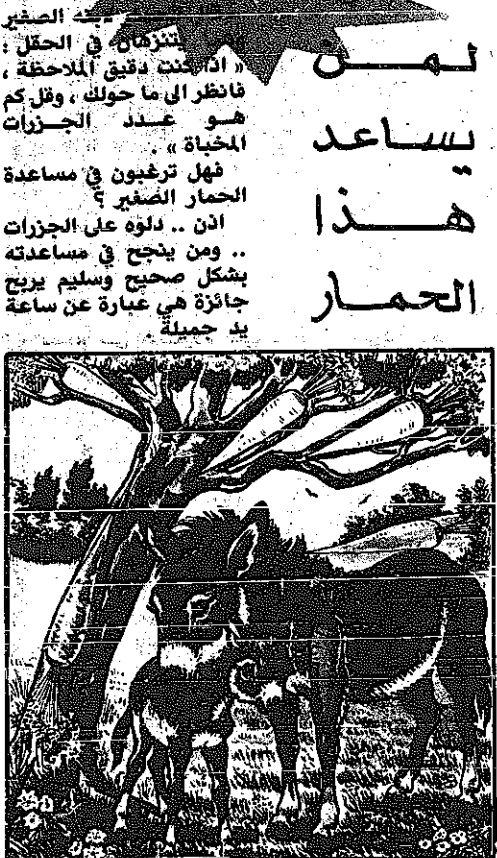 لمن
يساعد
هذا
الحمار
الصغير
يتنزهان في الحقل :
« اذا كنت دقيق الملاحظة ،
فانظر الى ما حولك ، وقل كم
هو عدد الجزرات
المخباة » .
فهل ترغبون في مساعدة
الحمار الصغير ؟
اذن .. دلوه على الجزرات
.. ومن ينجح في مساعدته
بشكل صحيح وسليم يربح
جائزة هي عبارة عن ساعة
يد جميلة .